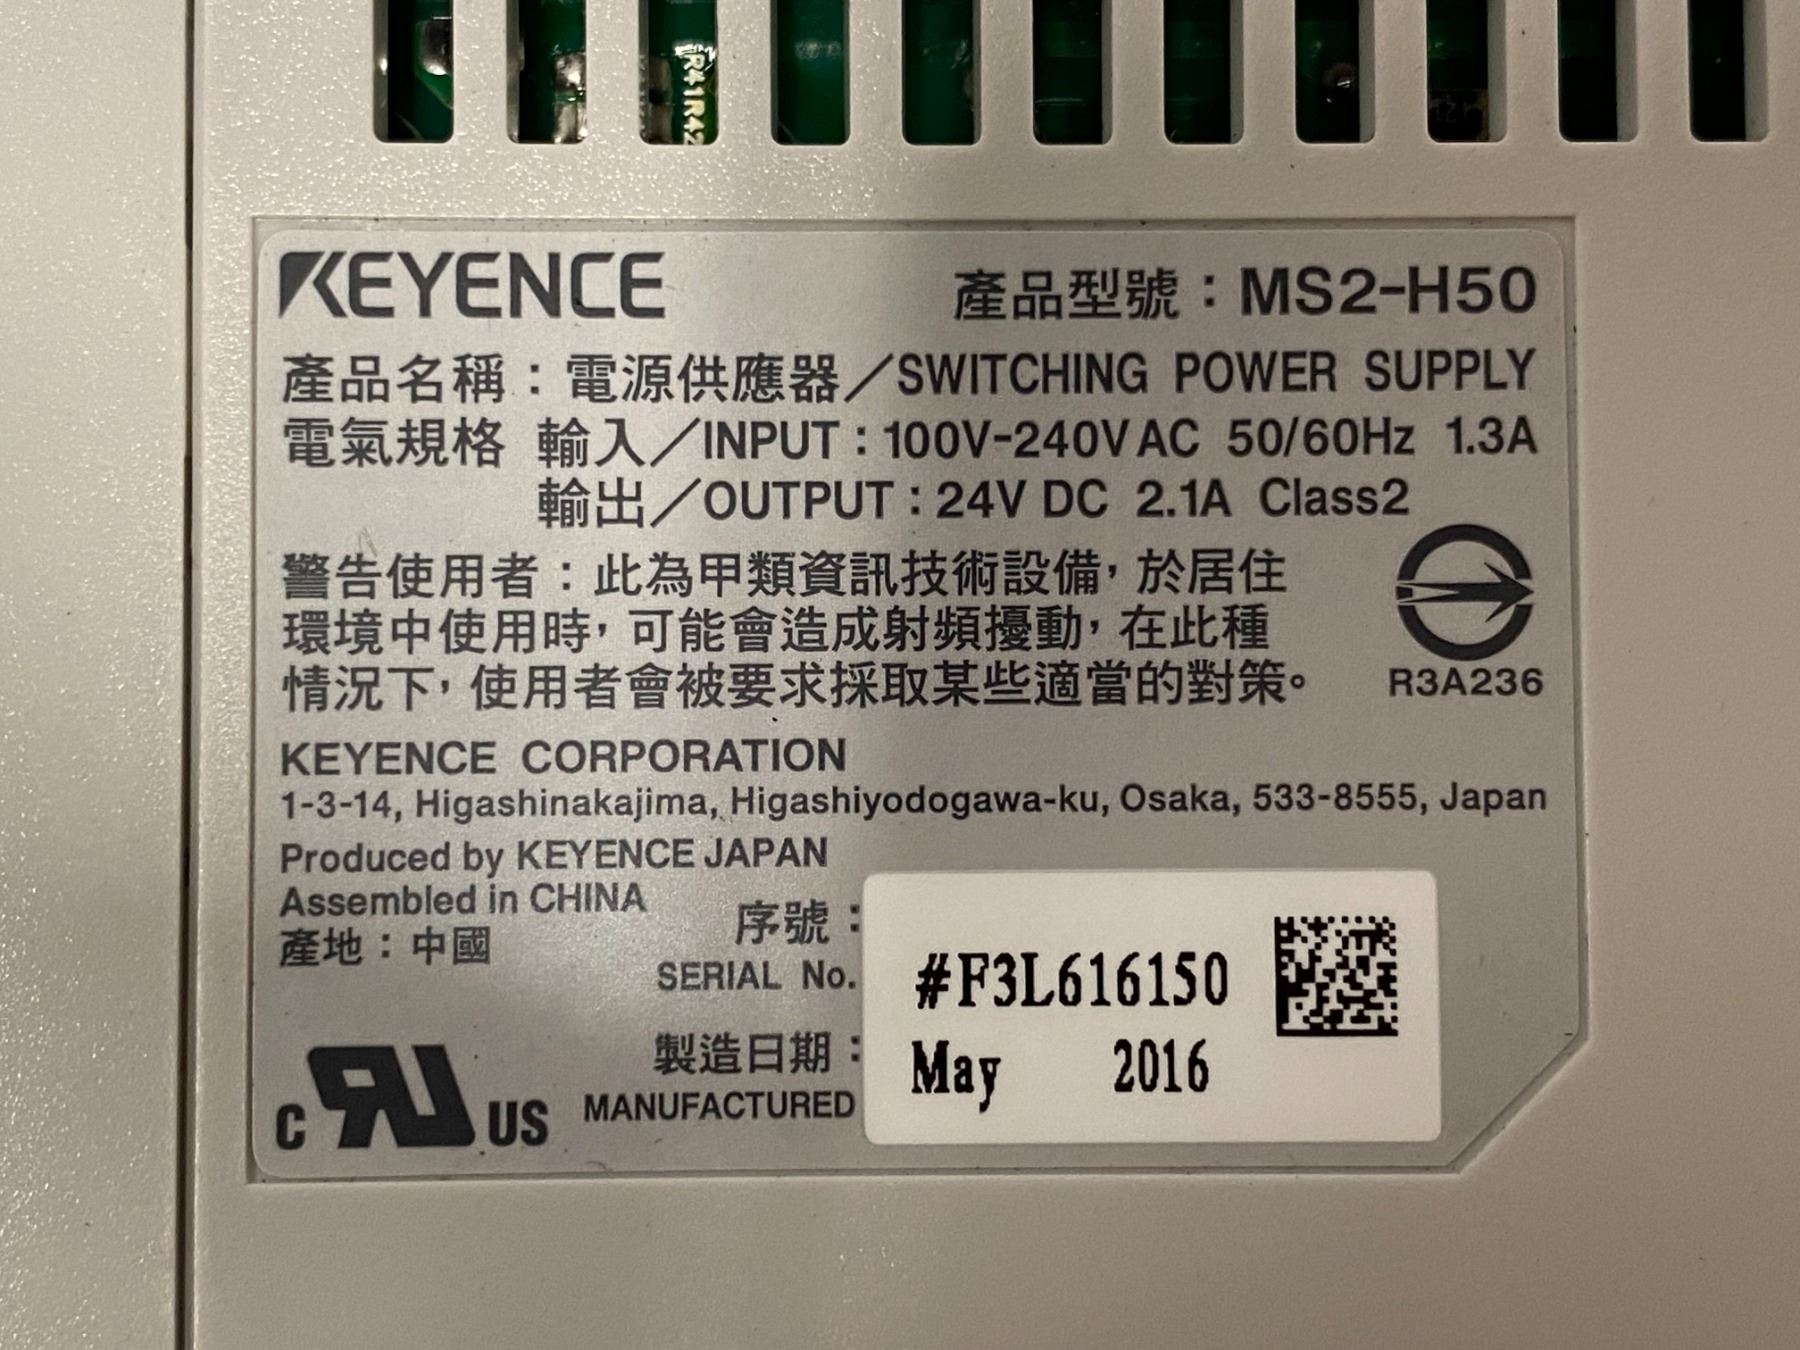 R41R42
KEYENCE
產品型號：MS2-H50
產品名稱：電源供應器／SWITCHING POWER SUPPLY
電氣規格 輸入／INPUT：100V-240V AC 50/60Hz 1.3A
輸出／OUTPUT：24V DC 2.1A Class2
警告使用者：此為甲類資訊技術設備，於居住
環境中使用時，可能會造成射頻擾動，在此種
情況下，使用者會被要求採取某些適當的對策。
R3A236
KEYENCE CORPORATION
1-3-14, Higashinakajima, Higashiyodogawa-ku, Osaka, 533-8555, Japan
Produced by KEYENCE JAPAN
Assembled in CHINA
產地：中國
序號：
SERIAL No.
#F3L616150
製造日期：
MANUFACTURED
May 2016
C RU US